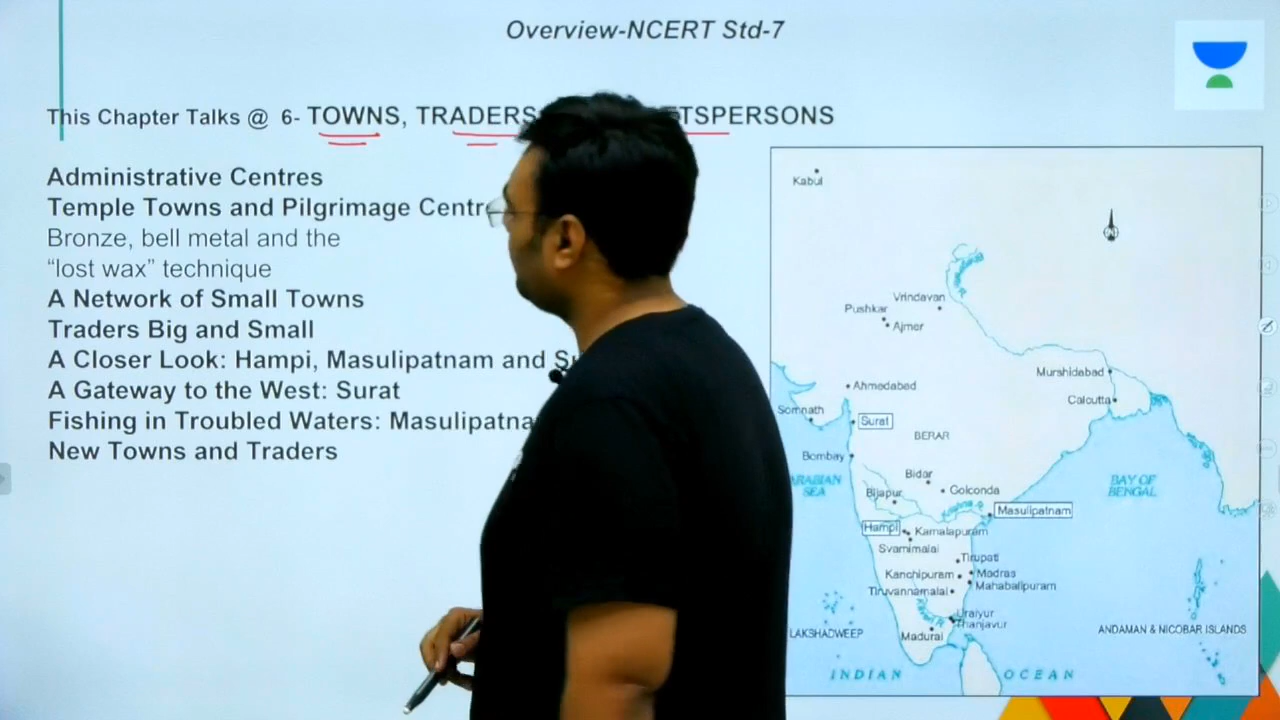 Overview-NCERT Std-7
This Chapter Talks @ 6- TOWNS, TRADERS
Administrative Centres
Temple Towns and Pilgrimage
Bronze, bell metal and the
“lost wax” technique
A Network of Small Towns
Traders Big and Small
A Closer Look: Hampi, Masulipatnam and
A Gateway to the West: Surat
Fishing in Troubled Waters:
New Towns and Traders
Kabul
N
Vrindavan
Pushkar
Ajmer
Murshidabad
Calcutta
Ahmedabad
Somnath
Surat
BERAR
Bombay
ARABIAN
SEA
BAY OF
BENGAL
Bidar
Golconda
Bijapur
Krishna R.
Masulipatnam
Hampi
Kamalapuram
Svamimalai
Tirupati
Kanchipuram
Madras
Mahabalipuram
Tiruvannamalai
Uraiyur
Thanjavur
LAKSHADWEEP
Madurai
ANDAMAN & NICOBAR ISLANDS
INDIAN OCEAN